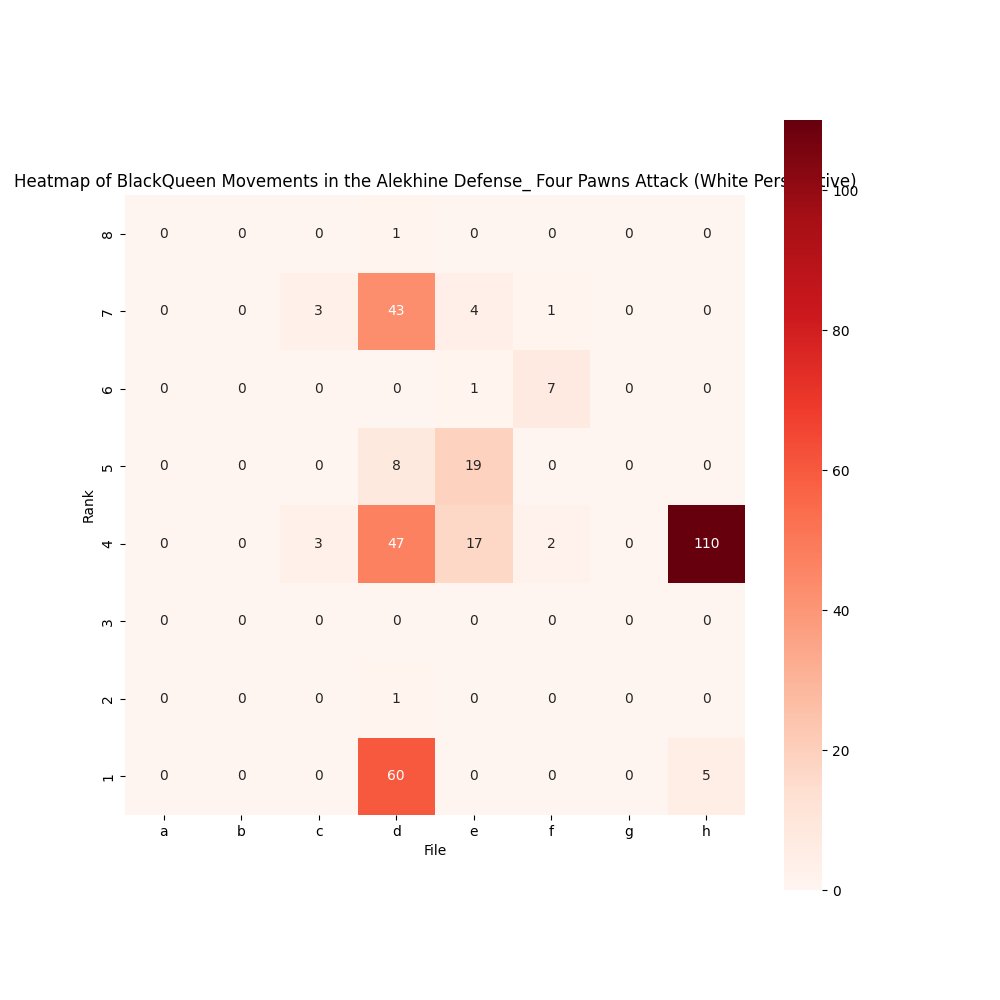 Heatmap of BlackQueen Movements in the Alekhine Defense_ Four Pawns Attack (White Perspective)
8 0 0 0 1 0 0 0 0
7 0 0 3 43 4 1 0 0
6 0 0 0 0 1 7 0 0
5 0 0 0 8 19 0 0 0
4 0 0 3 47 17 2 0 110
3 0 0 0 0 0 0 0 0
2 0 0 0 1 0 0 0 0
1 0 0 0 60 0 0 0 5
a b c d e f g h
File
Rank
100
80
60
40
20
0